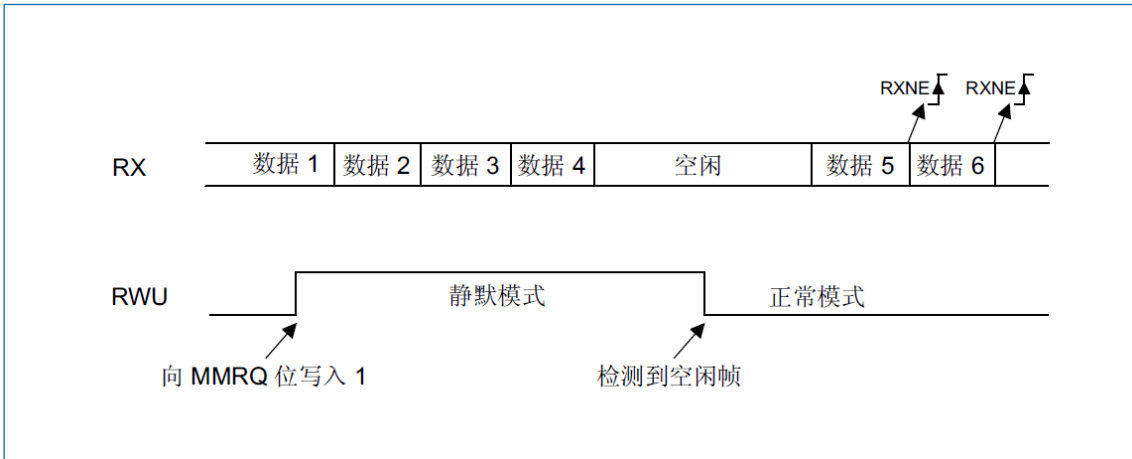 RXNE RXNE
RX 数据 1 数据 2 数据 3 数据 4 空闲 数据 5 数据 6
RWU 静默模式 正常模式
向 MMRQ 位写入 1 检测到空闲帧